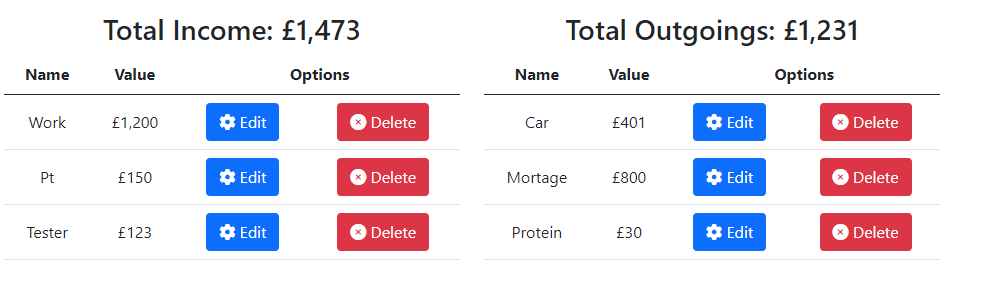 Total Income: £1,473
Name Value Options
Work £1,200 Edit Delete
Pt £150 Edit Delete
Tester £123 Edit Delete
Total Outgoings: £1,231
Name Value Options
Car £401 Edit Delete
Mortage £800 Edit Delete
Protein £30 Edit Delete